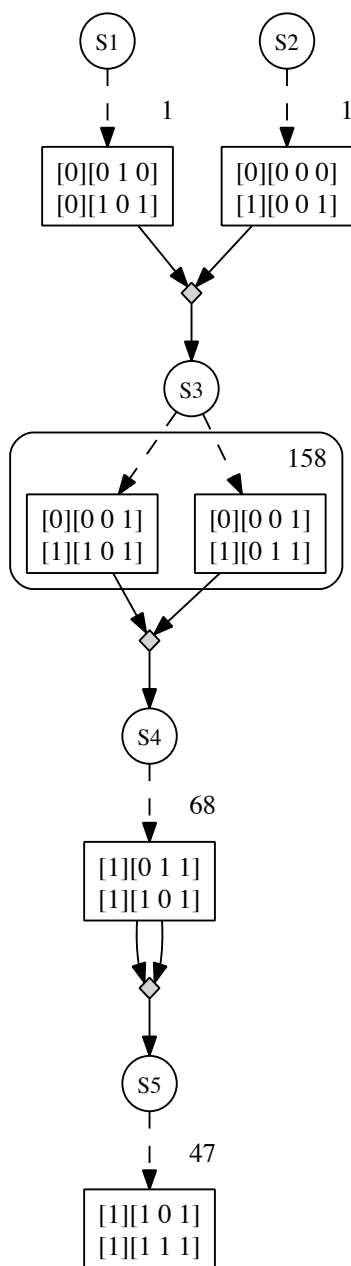 S1 S2
1 1
[0][0 1 0] [0][0 0 0]
[0][1 0 1] [1][0 0 1]
S3
158
[0][0 0 1] [0][0 0 1]
[1][1 0 1] [1][0 1 1]
S4
68
[1][0 1 1]
[1][1 0 1]
S5
47
[1][1 0 1]
[1][1 1 1]